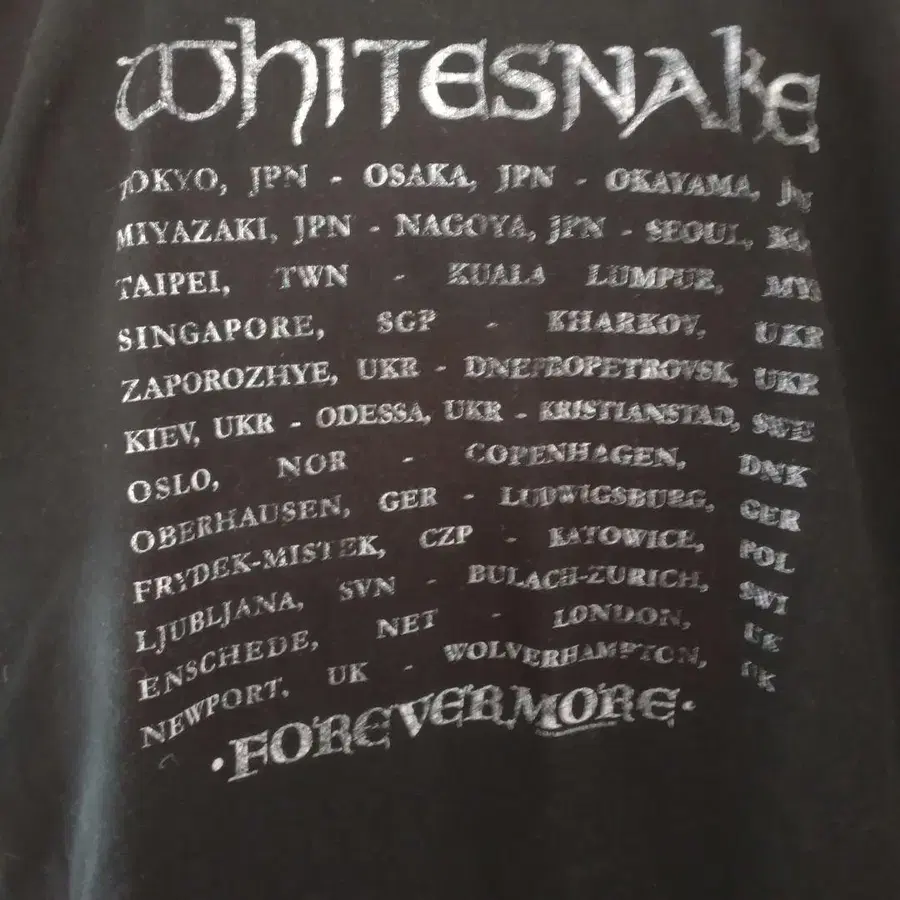 WHITESNAKE
TOKYO, JPN - OSAKA, JPN - OKAYAMA,
MIYAZAKI, JPN - NAGOYA, JPN - SEOUL,
TAIPEI, TWN - KUALA LUMPUR, MY
SINGAPORE, SGP - KHARKOV, UKR
ZAPOROZHYE, UKR - DNEPROPETROVSK, UKR
KIEV, UKR - ODESSA, UKR - KRISTIANSTAD, SWE
OSLO, NOR - COPENHAGEN, DNK
OBERHAUSEN, GER - LUDWIGSBURG, GER
FRYDEK-MISTEK, CZP - KATOWICE, POL
LJUBLJANA, SVN - BULACH-ZURICH, SWI
ENSCHEDE, NET - LONDON, UK
NEWPORT, UK - WOLVERHAMPTON, UK
·FOREVERMORE·